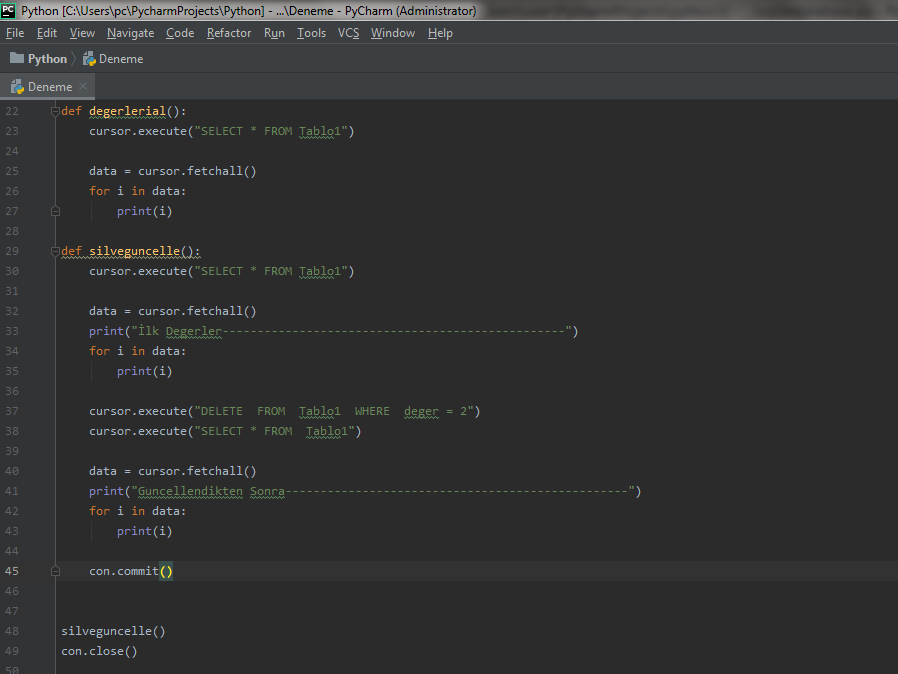 PC Python [C:\Users\pc\PycharmProjects\Python] - ...\Deneme - PyCharm (Administrator)
File Edit View Navigate Code Refactor Run Tools VCS Window Help
Python Deneme
Deneme
22 def degerlerial():
23 cursor.execute("SELECT * FROM Tablo1")
24
25 data = cursor.fetchall()
26 for i in data:
27 print(i)
28
29 def silveguncelle():
30 cursor.execute("SELECT * FROM Tablo1")
31
32 data = cursor.fetchall()
33 print("İlk Degerler-------------------------------------------------")
34 for i in data:
35 print(i)
36
37 cursor.execute("DELETE  FROM  Tablo1  WHERE  deger = 2")
38 cursor.execute("SELECT * FROM  Tablo1")
39
40 data = cursor.fetchall()
41 print("Guncellendikten Sonra-------------------------------------------------")
42 for i in data:
43 print(i)
44
45 con.commit()
46
47
48 silveguncelle()
49 con.close()
50